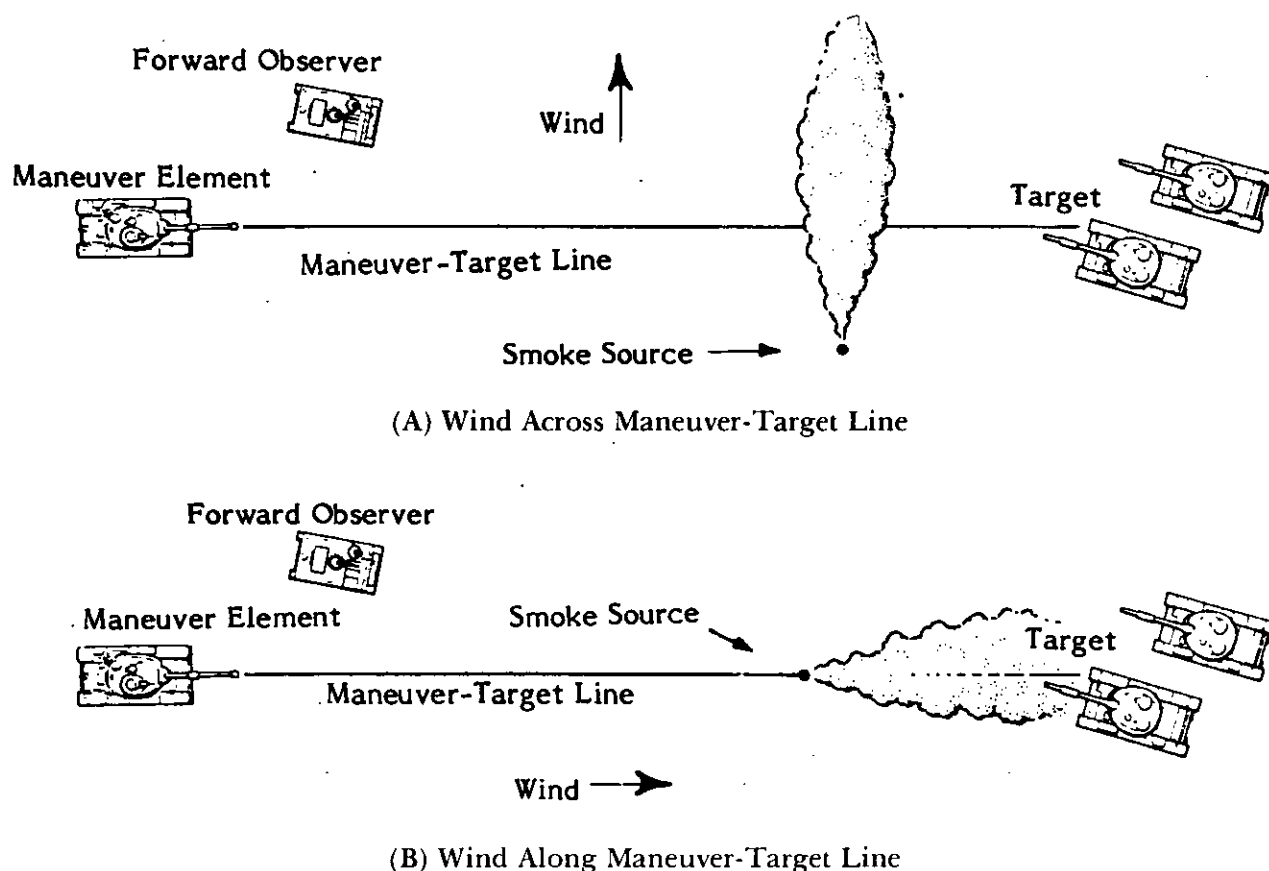 Forward Observer
Wind
Maneuver Element
Target
Maneuver-Target Line
Smoke Source
(A) Wind Across Maneuver-Target Line
Forward Observer
Maneuver Element
Smoke Source
Target
Maneuver-Target Line
Wind
(B) Wind Along Maneuver-Target Line